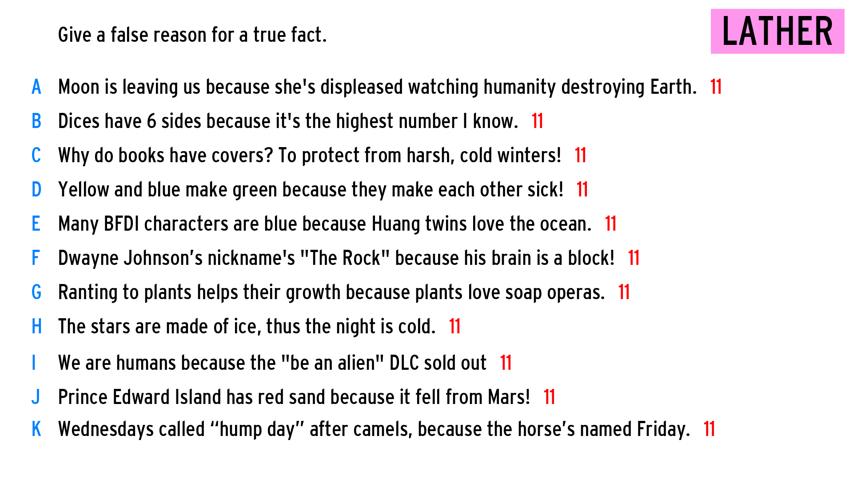 Give a false reason for a true fact.
LATHER
A Moon is leaving us because she's displeased watching humanity destroying Earth. 11
B Dices have 6 sides because it's the highest number I know. 11
C Why do books have covers? To protect from harsh, cold winters! 11
D Yellow and blue make green because they make each other sick! 11
E Many BFDI characters are blue because Huang twins love the ocean. 11
F Dwayne Johnson’s nickname's "The Rock" because his brain is a block! 11
G Ranting to plants helps their growth because plants love soap operas. 11
H The stars are made of ice, thus the night is cold. 11
I We are humans because the "be an alien" DLC sold out 11
J Prince Edward Island has red sand because it fell from Mars! 11
K Wednesdays called “hump day” after camels, because the horse’s named Friday. 11